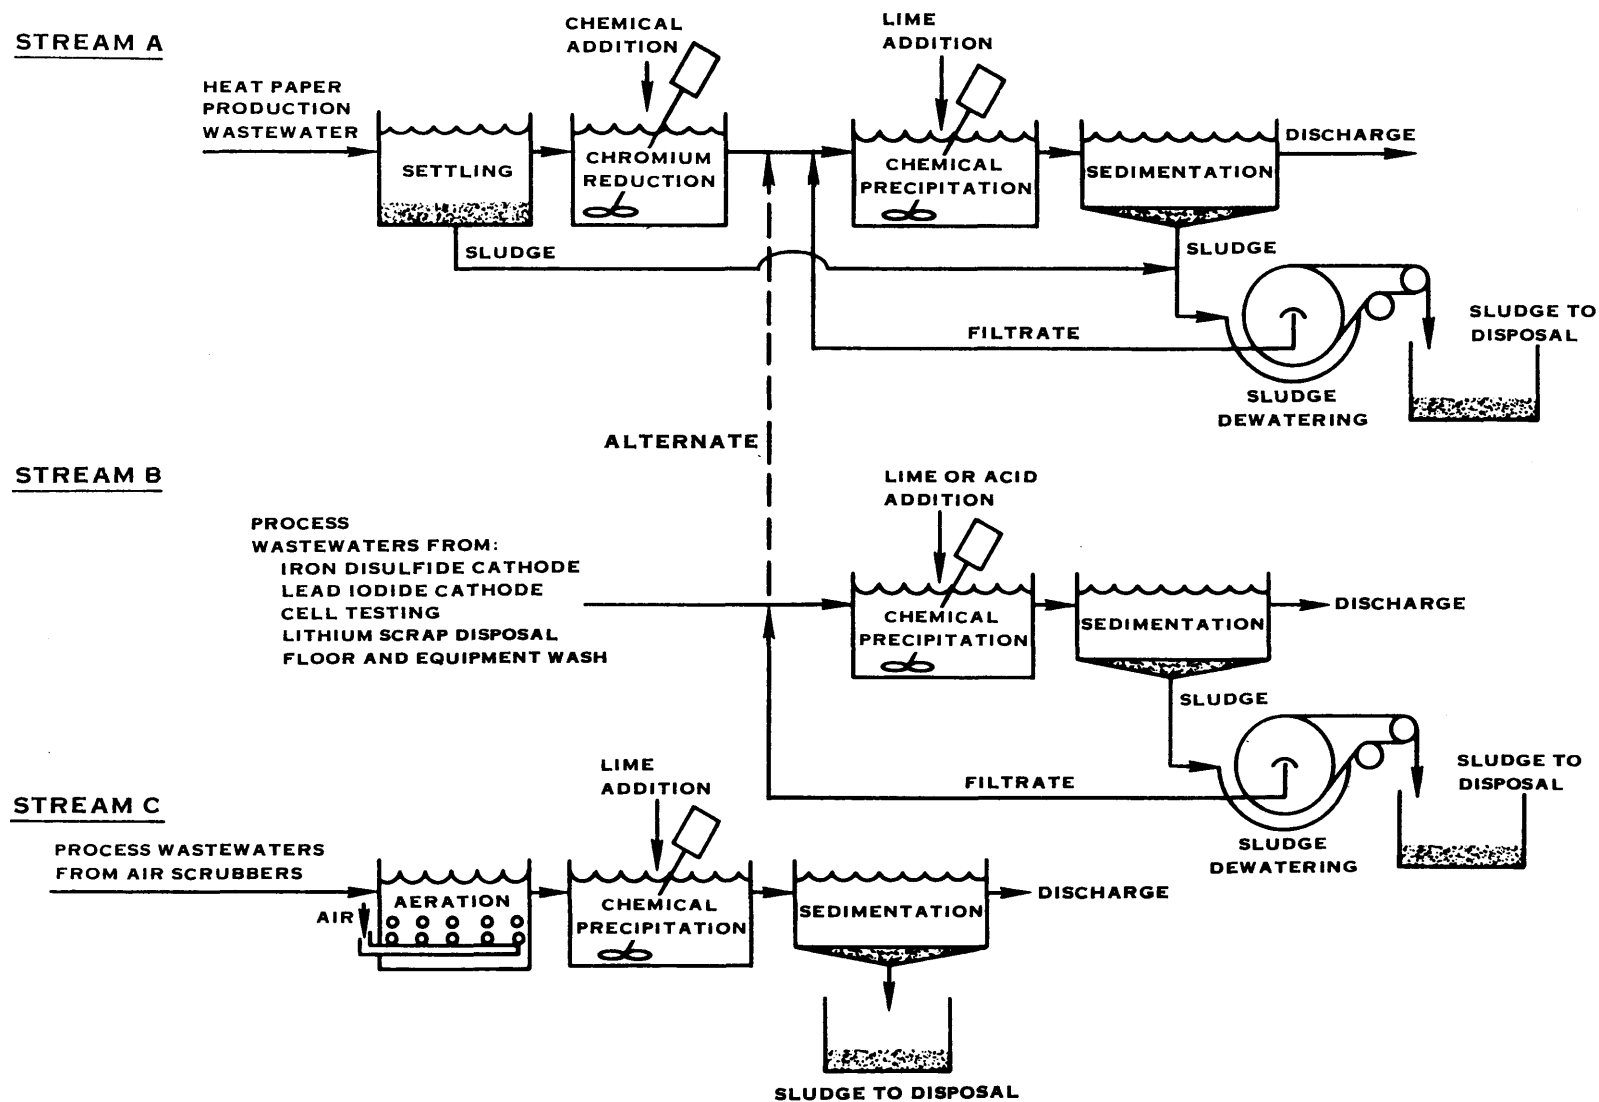 STREAM A
CHEMICAL
ADDITION
LIME
ADDITION
HEAT PAPER
PRODUCTION
WASTEWATER
SETTLING
CHROMIUM
REDUCTION
CHEMICAL
PRECIPITATION
SEDIMENTATION
DISCHARGE
SLUDGE
SLUDGE
FILTRATE
SLUDGE TO
DISPOSAL
SLUDGE
DEWATERING
ALTERNATE
STREAM B
LIME OR ACID
ADDITION
PROCESS
WASTEWATERS FROM:
IRON DISULFIDE CATHODE
LEAD IODIDE CATHODE
CELL TESTING
LITHIUM SCRAP DISPOSAL
FLOOR AND EQUIPMENT WASH
CHEMICAL
PRECIPITATION
SEDIMENTATION
DISCHARGE
SLUDGE
FILTRATE
SLUDGE TO
DISPOSAL
SLUDGE
DEWATERING
STREAM C
LIME
ADDITION
PROCESS WASTEWATERS
FROM AIR SCRUBBERS
AIR
AERATION
CHEMICAL
PRECIPITATION
SEDIMENTATION
DISCHARGE
SLUDGE TO DISPOSAL